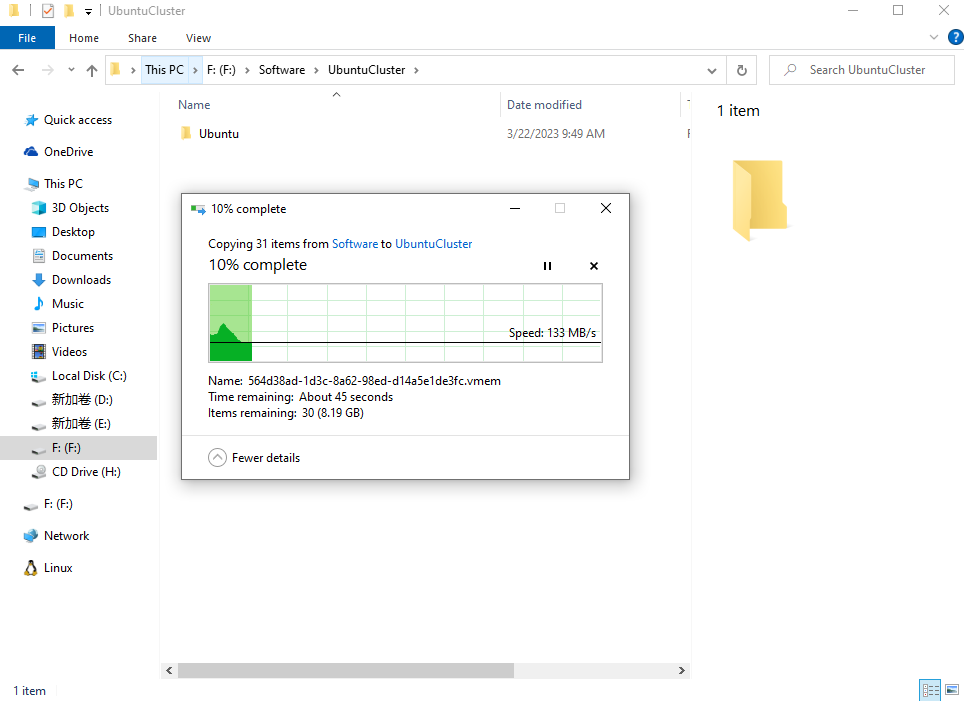 UbuntuCluster
File Home Share View
This PC F: (F:) Software UbuntuCluster
Search UbuntuCluster
Quick access
OneDrive
This PC
3D Objects
Desktop
Documents
Downloads
Music
Pictures
Videos
Local Disk (C:)
新加卷 (D:)
新加卷 (E:)
F: (F:)
CD Drive (H:)
F: (F:)
Network
Linux
Name Date modified
Ubuntu 3/22/2023 9:49 AM
10% complete
Copying 31 items from Software to UbuntuCluster
10% complete
Speed: 133 MB/s
Name: 564d38ad-1d3c-8a62-98ed-d14a5e1de3fc.vmem
Time remaining: About 45 seconds
Items remaining: 30 (8.19 GB)
Fewer details
1 item
1 item